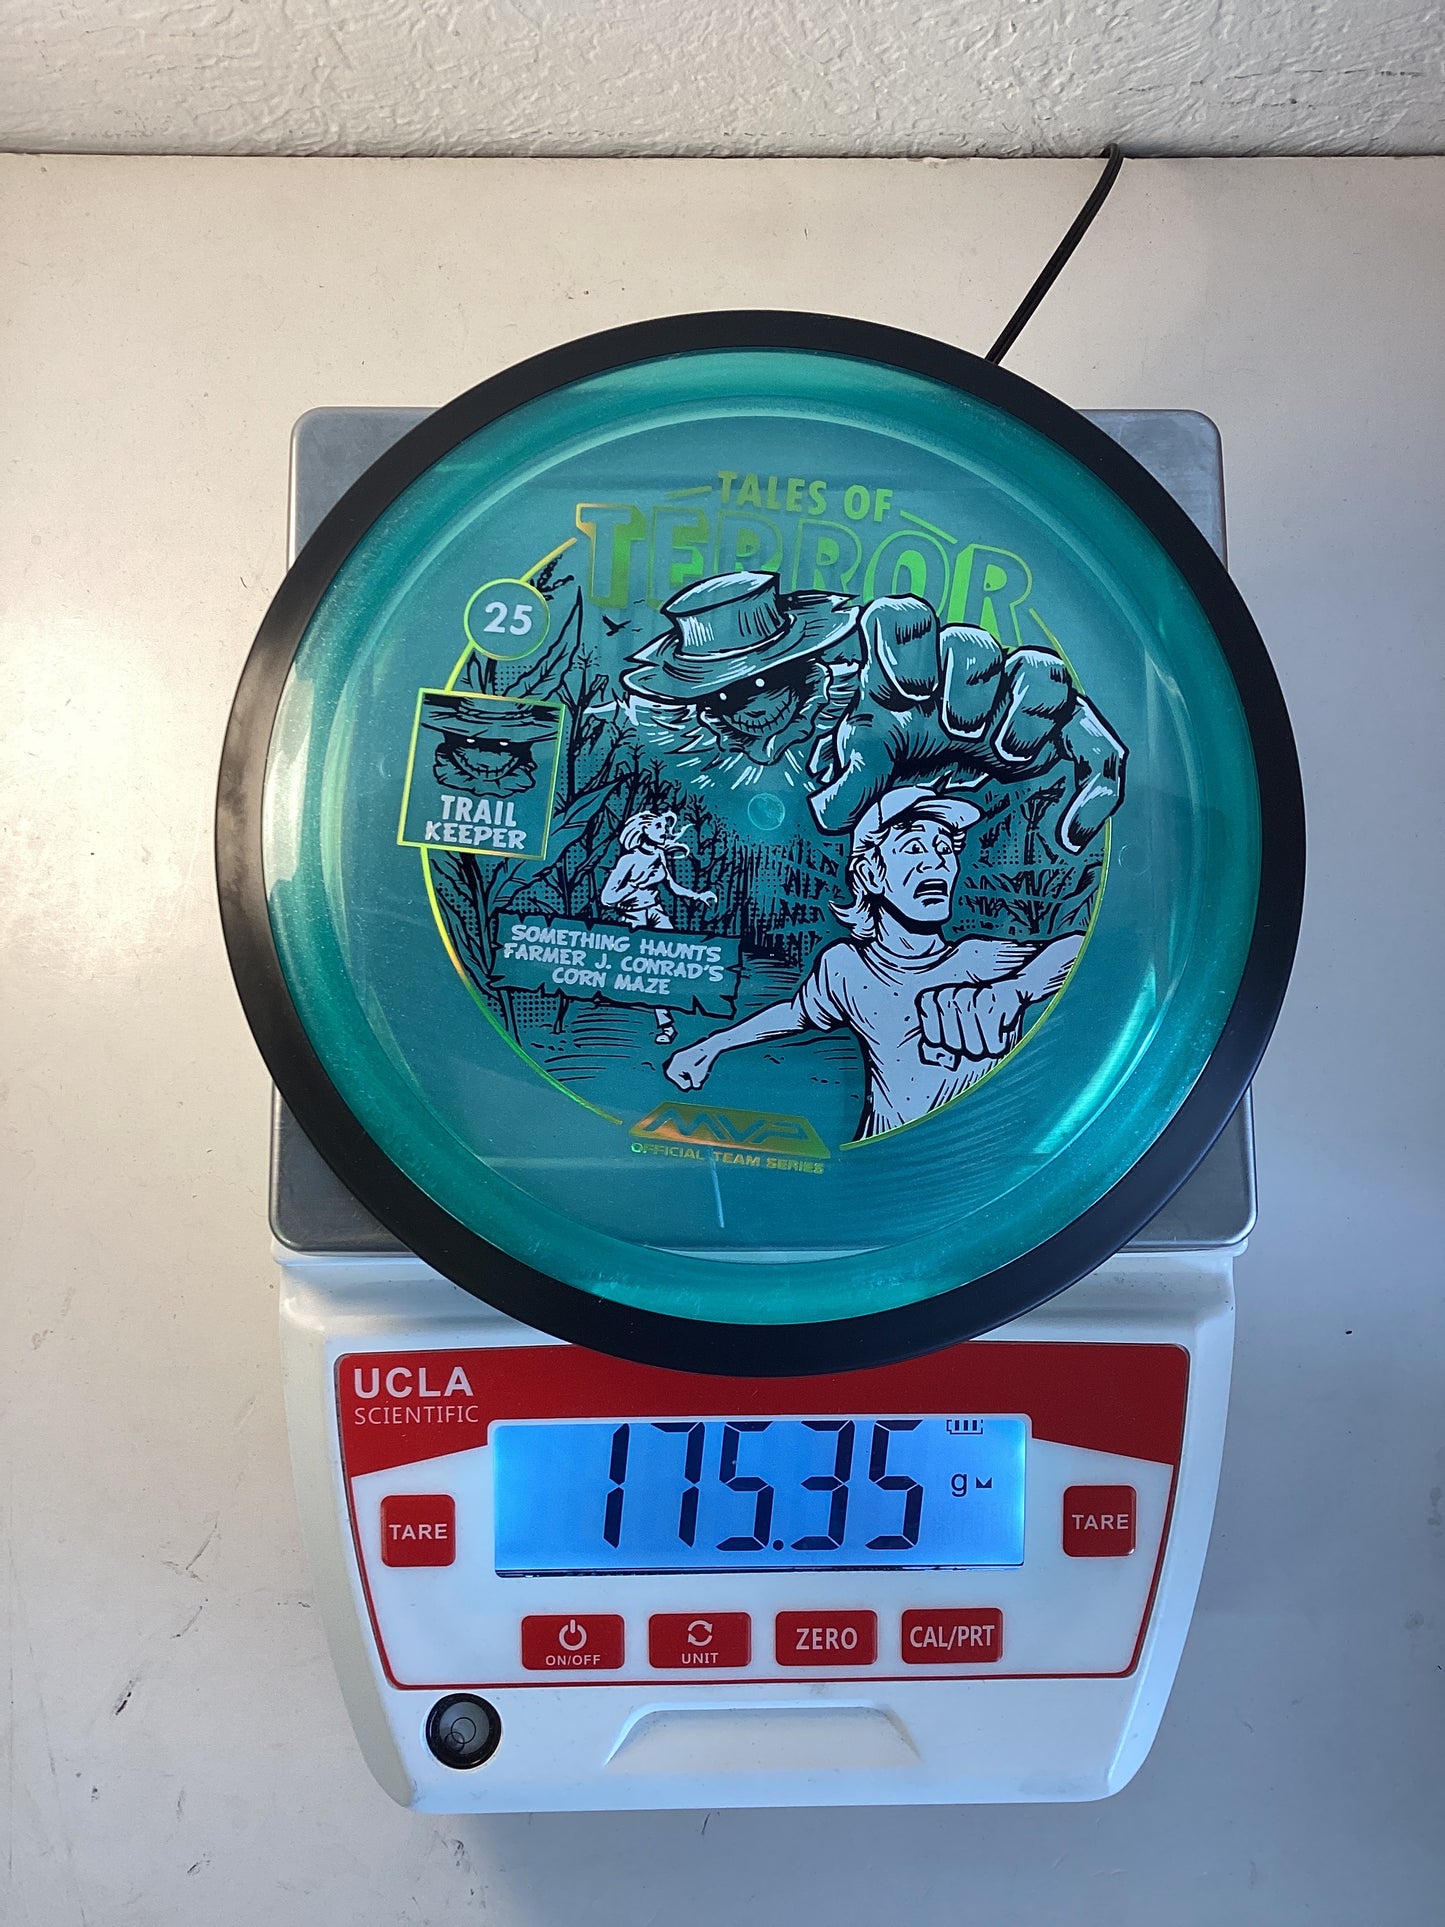 TALES OF
TERROR
25
TRAIL
KEEPER
SOMETHING HAUNTS
FARMER J. CONRAD'S
CORN MAZE
MVP
OFFICIAL TEAM SERIES
UCLA
SCIENTIFIC
175.35 g
TARE
TARE
ON/OFF
UNIT
ZERO
CAL/PRT